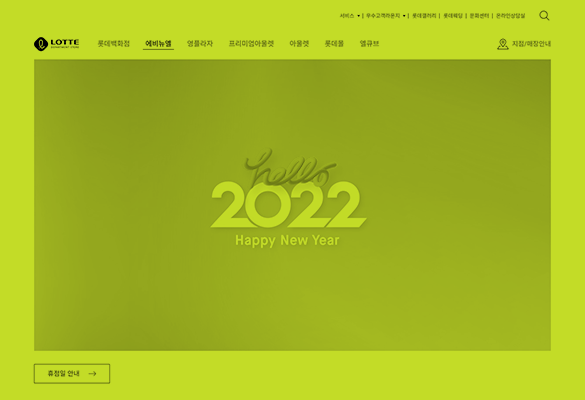 서비스 | 우수고객라운지 | 롯데갤러리 | 롯데웨딩 | 문화센터 | 온라인상담실
LOTTE
DEPARTMENT STORE
롯데백화점 에비뉴엘 영플라자 프리미엄아울렛 아울렛 롯데몰 엘큐브
지점/매장안내
hello
2022
Happy New Year
휴점일 안내